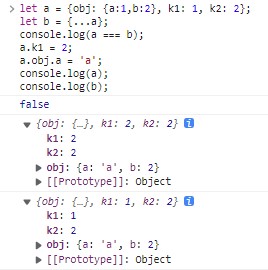 let a = {obj: {a:1,b:2}, k1: 1, k2: 2};
let b = {...a};
console.log(a === b);
a.k1 = 2;
a.obj.a = 'a';
console.log(a);
console.log(b);
false
{obj: {…}, k1: 2, k2: 2} i
k1: 2
k2: 2
obj: {a: 'a', b: 2}
[[Prototype]]: Object
{obj: {…}, k1: 1, k2: 2} i
k1: 1
k2: 2
obj: {a: 'a', b: 2}
[[Prototype]]: Object